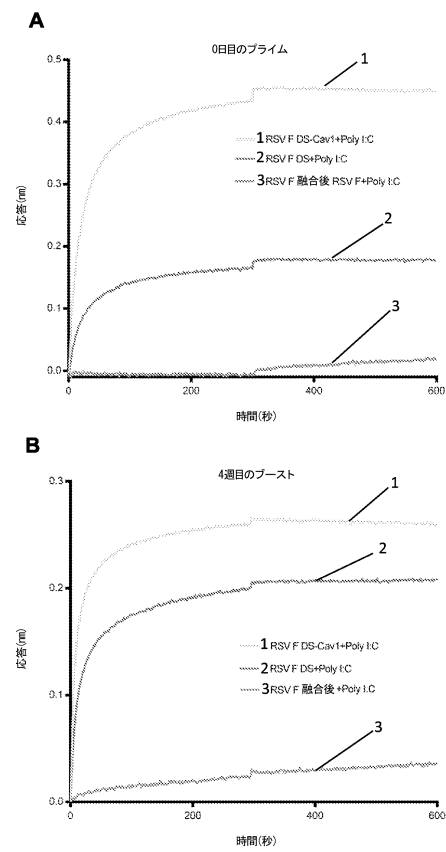 A
0日目のプライム
1
0.5
0.4
0.3
0.2
0.1
0.0
応答(nm)
1 RSV F DS-Cav1+Poly I:C
2 RSV F DS+Poly I:C
3 RSV F 融合後 RSV F+Poly I:C
2
3
0
200
400
600
時間(秒)
B
4週目のブースト
1
0.3
0.2
0.1
0.0
応答(nm)
2
1 RSV F DS-Cav1+Poly I:C
2 RSV F DS+Poly I:C
3 RSV F 融合後 +Poly I:C
3
0
200
400
600
時間(秒)